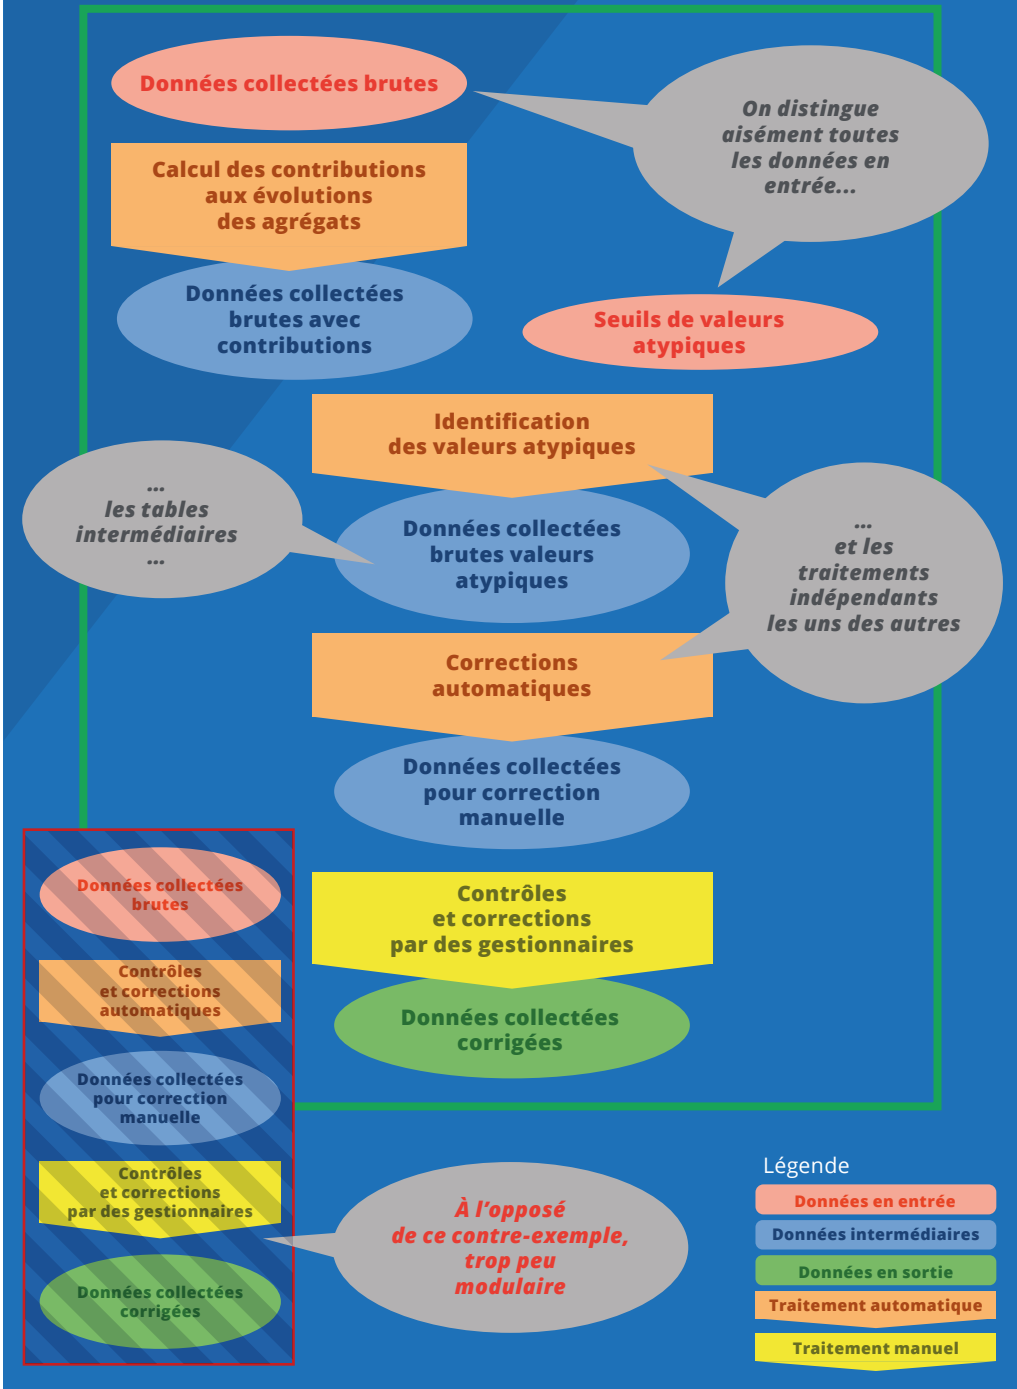 Données collectées brutes
On distingue
aisément toutes
les données en
entrée...
Calcul des contributions
aux évolutions
des agrégats
Données collectées
brutes avec
contributions
Seuils de valeurs
atypiques
Identification
des valeurs atypiques
...
les tables
intermédiaires
...
Données collectées
brutes valeurs
atypiques
...
et les
traitements
indépendants
les uns des autres
Corrections
automatiques
Données collectées
pour correction
manuelle
Contrôles
et corrections
par des gestionnaires
Données collectées
corrigées
Données collectées
brutes
Contrôles
et corrections
automatiques
Données collectées
pour correction
manuelle
Contrôles
et corrections
par des gestionnaires
Données collectées
corrigées
À l'opposé
de ce contre-exemple,
trop peu
modulaire
Légende
Données en entrée
Données intermédiaires
Données en sortie
Traitement automatique
Traitement manuel